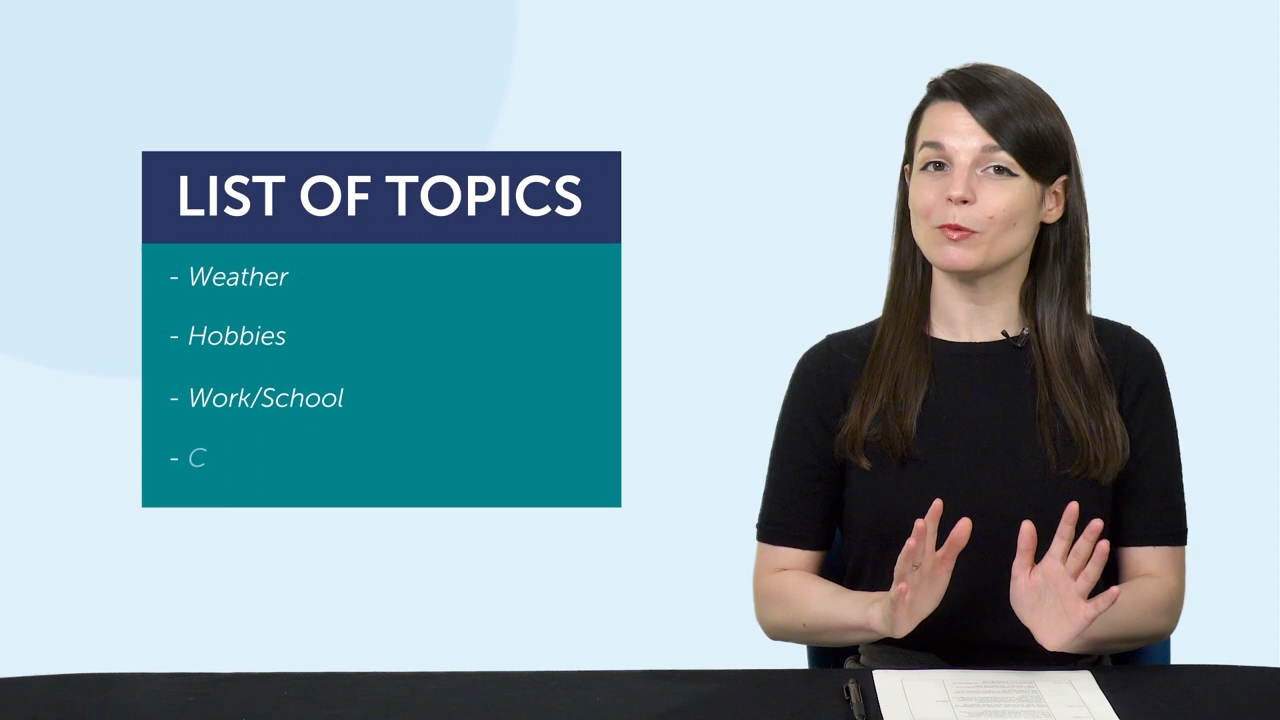 LIST OF TOPICS
- Weather
- Hobbies
- Work/School
- C